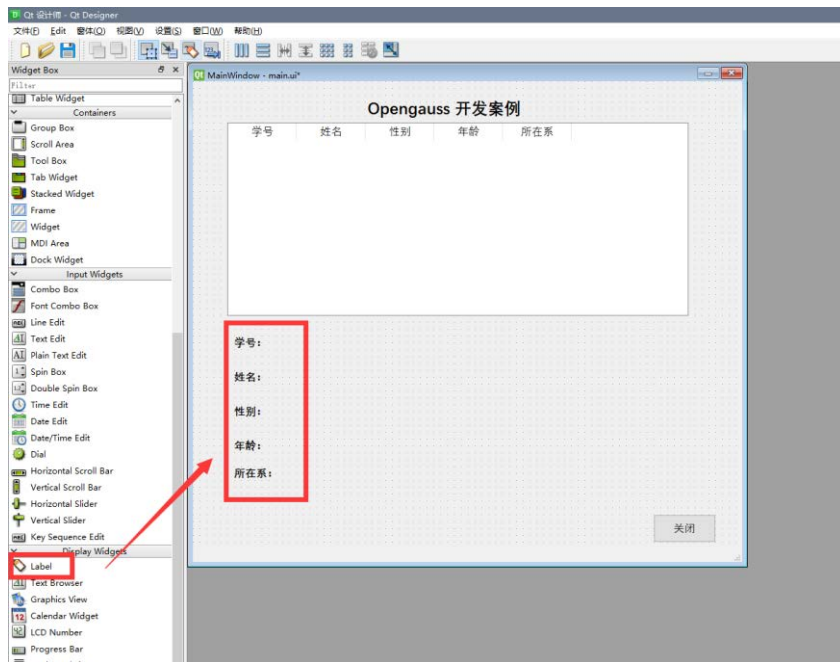 Qt 设计师 - Qt Designer
文件(F) Edit 窗体(O) 视图(V) 设置(S) 窗口(W) 帮助(H)
Widget Box
Filter
Table Widget
Containers
Group Box
Scroll Area
Tool Box
Tab Widget
Stacked Widget
Frame
Widget
MDI Area
Dock Widget
Input Widgets
Combo Box
Font Combo Box
Line Edit
Text Edit
Plain Text Edit
Spin Box
Double Spin Box
Time Edit
Date Edit
Date/Time Edit
Dial
Horizontal Scroll Bar
Vertical Scroll Bar
Horizontal Slider
Vertical Slider
Key Sequence Edit
Display Widgets
Label
Text Browser
Graphics View
Calendar Widget
LCD Number
Progress Bar
MainWindow - main.ui*
Opengauss 开发案例
学号 姓名 性别 年龄 所在系
学号：
姓名：
性别：
年龄：
所在系：
关闭